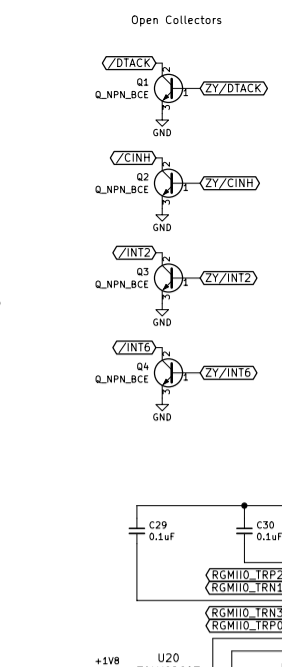 Open Collectors
/DTACK
2
Q1
Q_NPN_BCE
1
ZY/DTACK
3
GND
/CINH
2
Q2
Q_NPN_BCE
1
ZY/CINH
3
GND
/INT2
2
Q3
Q_NPN_BCE
1
ZY/INT2
3
GND
/INT6
2
Q4
Q_NPN_BCE
1
ZY/INT6
3
GND
C29
0.1uF
C30
0.1uF
RGMII0_TRP2
RGMII0_TRN1
RGMII0_TRN3
RGMII0_TRP0
+1V8
U20